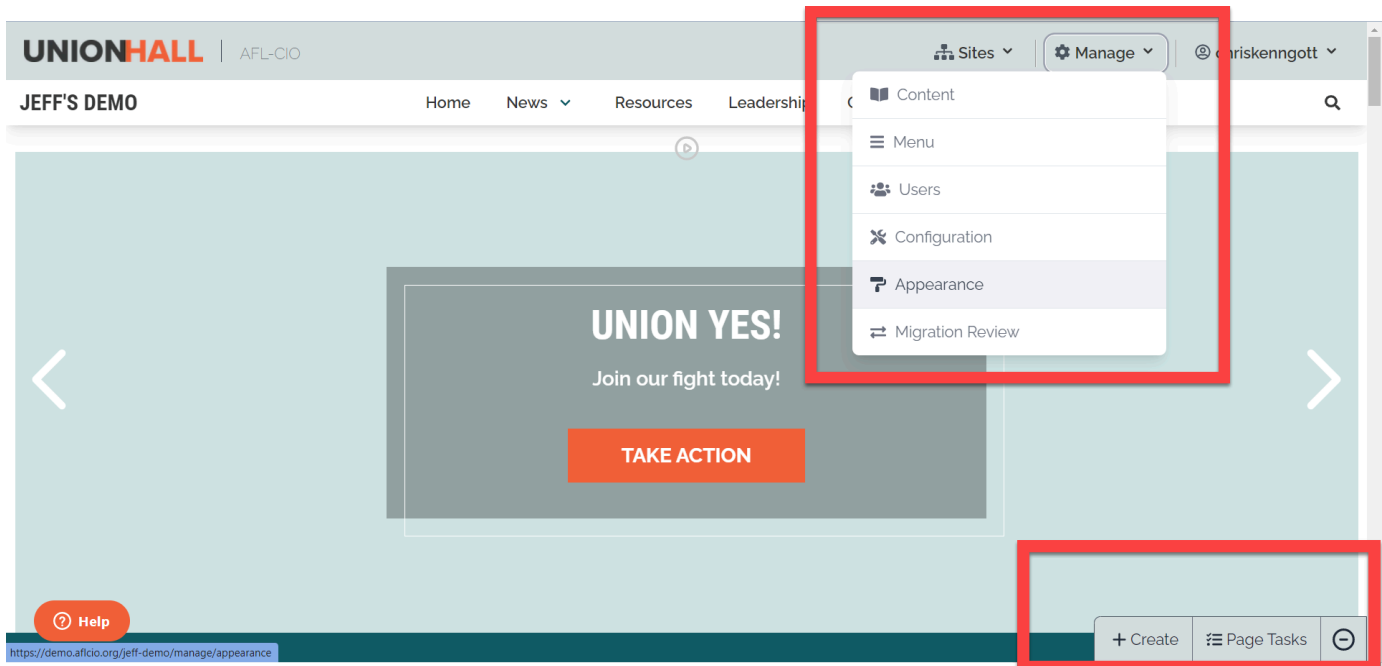 UNIONHALL AFL-CIO Sites Manage chriskenngott
JEFF'S DEMO Home News Resources Leadership
Content
Menu
Users
Configuration
Appearance
Migration Review
UNION YES!
Join our fight today!
TAKE ACTION
Help
+ Create Page Tasks
https://demo.aflcio.org/jeff-demo/manage/appearance